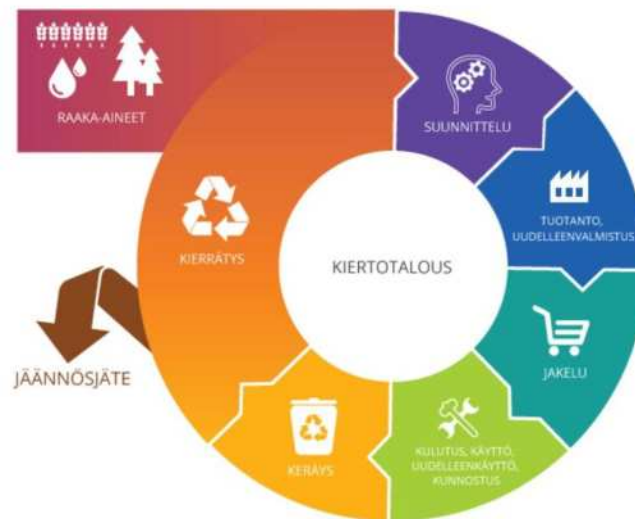 RAAKA-AINEET
SUUNNITTELU
TUOTANTO,
UUDELLEENVALMISTUS
KIERRÄTYS
KIERTOTALOUS
JAKELU
JÄÄNNÖSJÄTE
KERÄYS
KULUTUS, KÄYTTÖ,
UUDELLEENKÄYTTÖ,
KUNNOSTUS